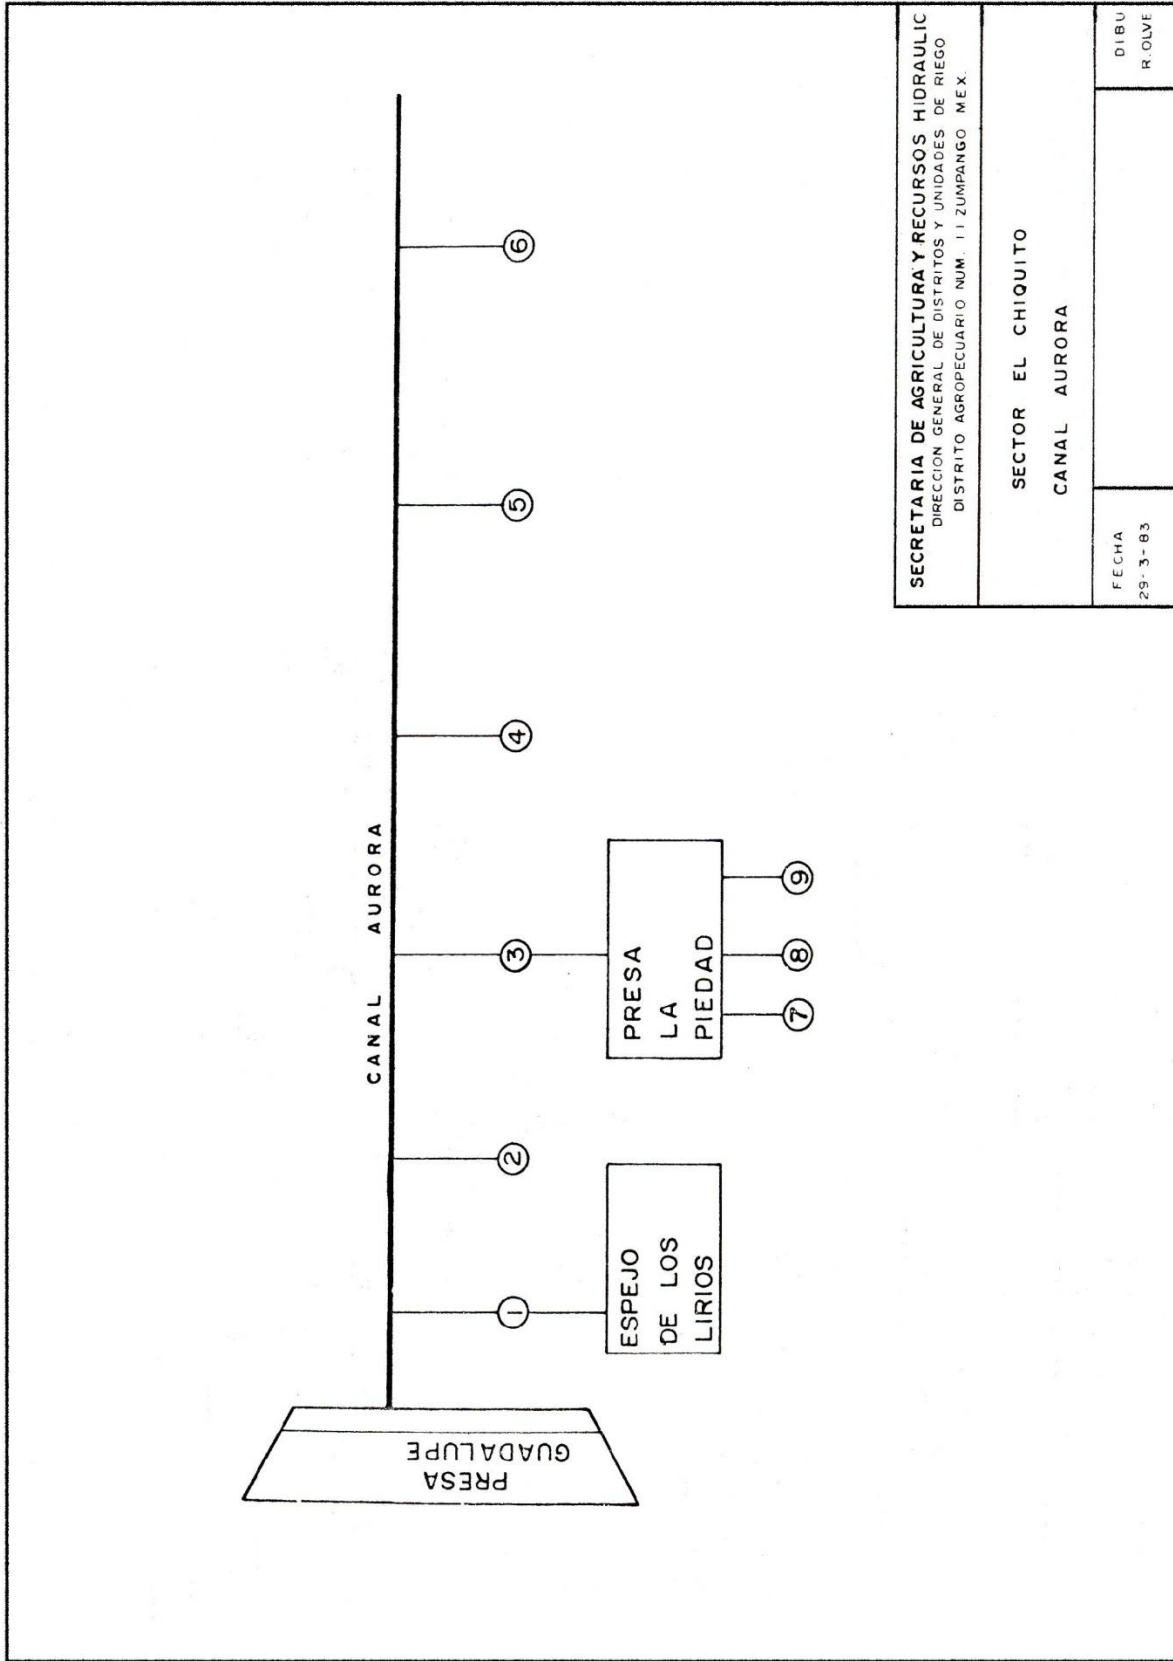 CANAL AURORA
PRESA
GUADALUPE
1
2
3
4
5
6
ESPEJO
DE LOS
LIRIOS
PRESA
LA
PIEDAD
7
8
9
SECRETARIA DE AGRICULTURA Y RECURSOS HIDRAULIC
DIRECCION GENERAL DE DISTRITOS Y UNIDADES DE RIEGO
DISTRITO AGROPECUARIO NUM. 11 ZUMPANGO MEX.
SECTOR EL CHIQUITO
CANAL AURORA
FECHA
29-3-83
DIBU
R.OLVE